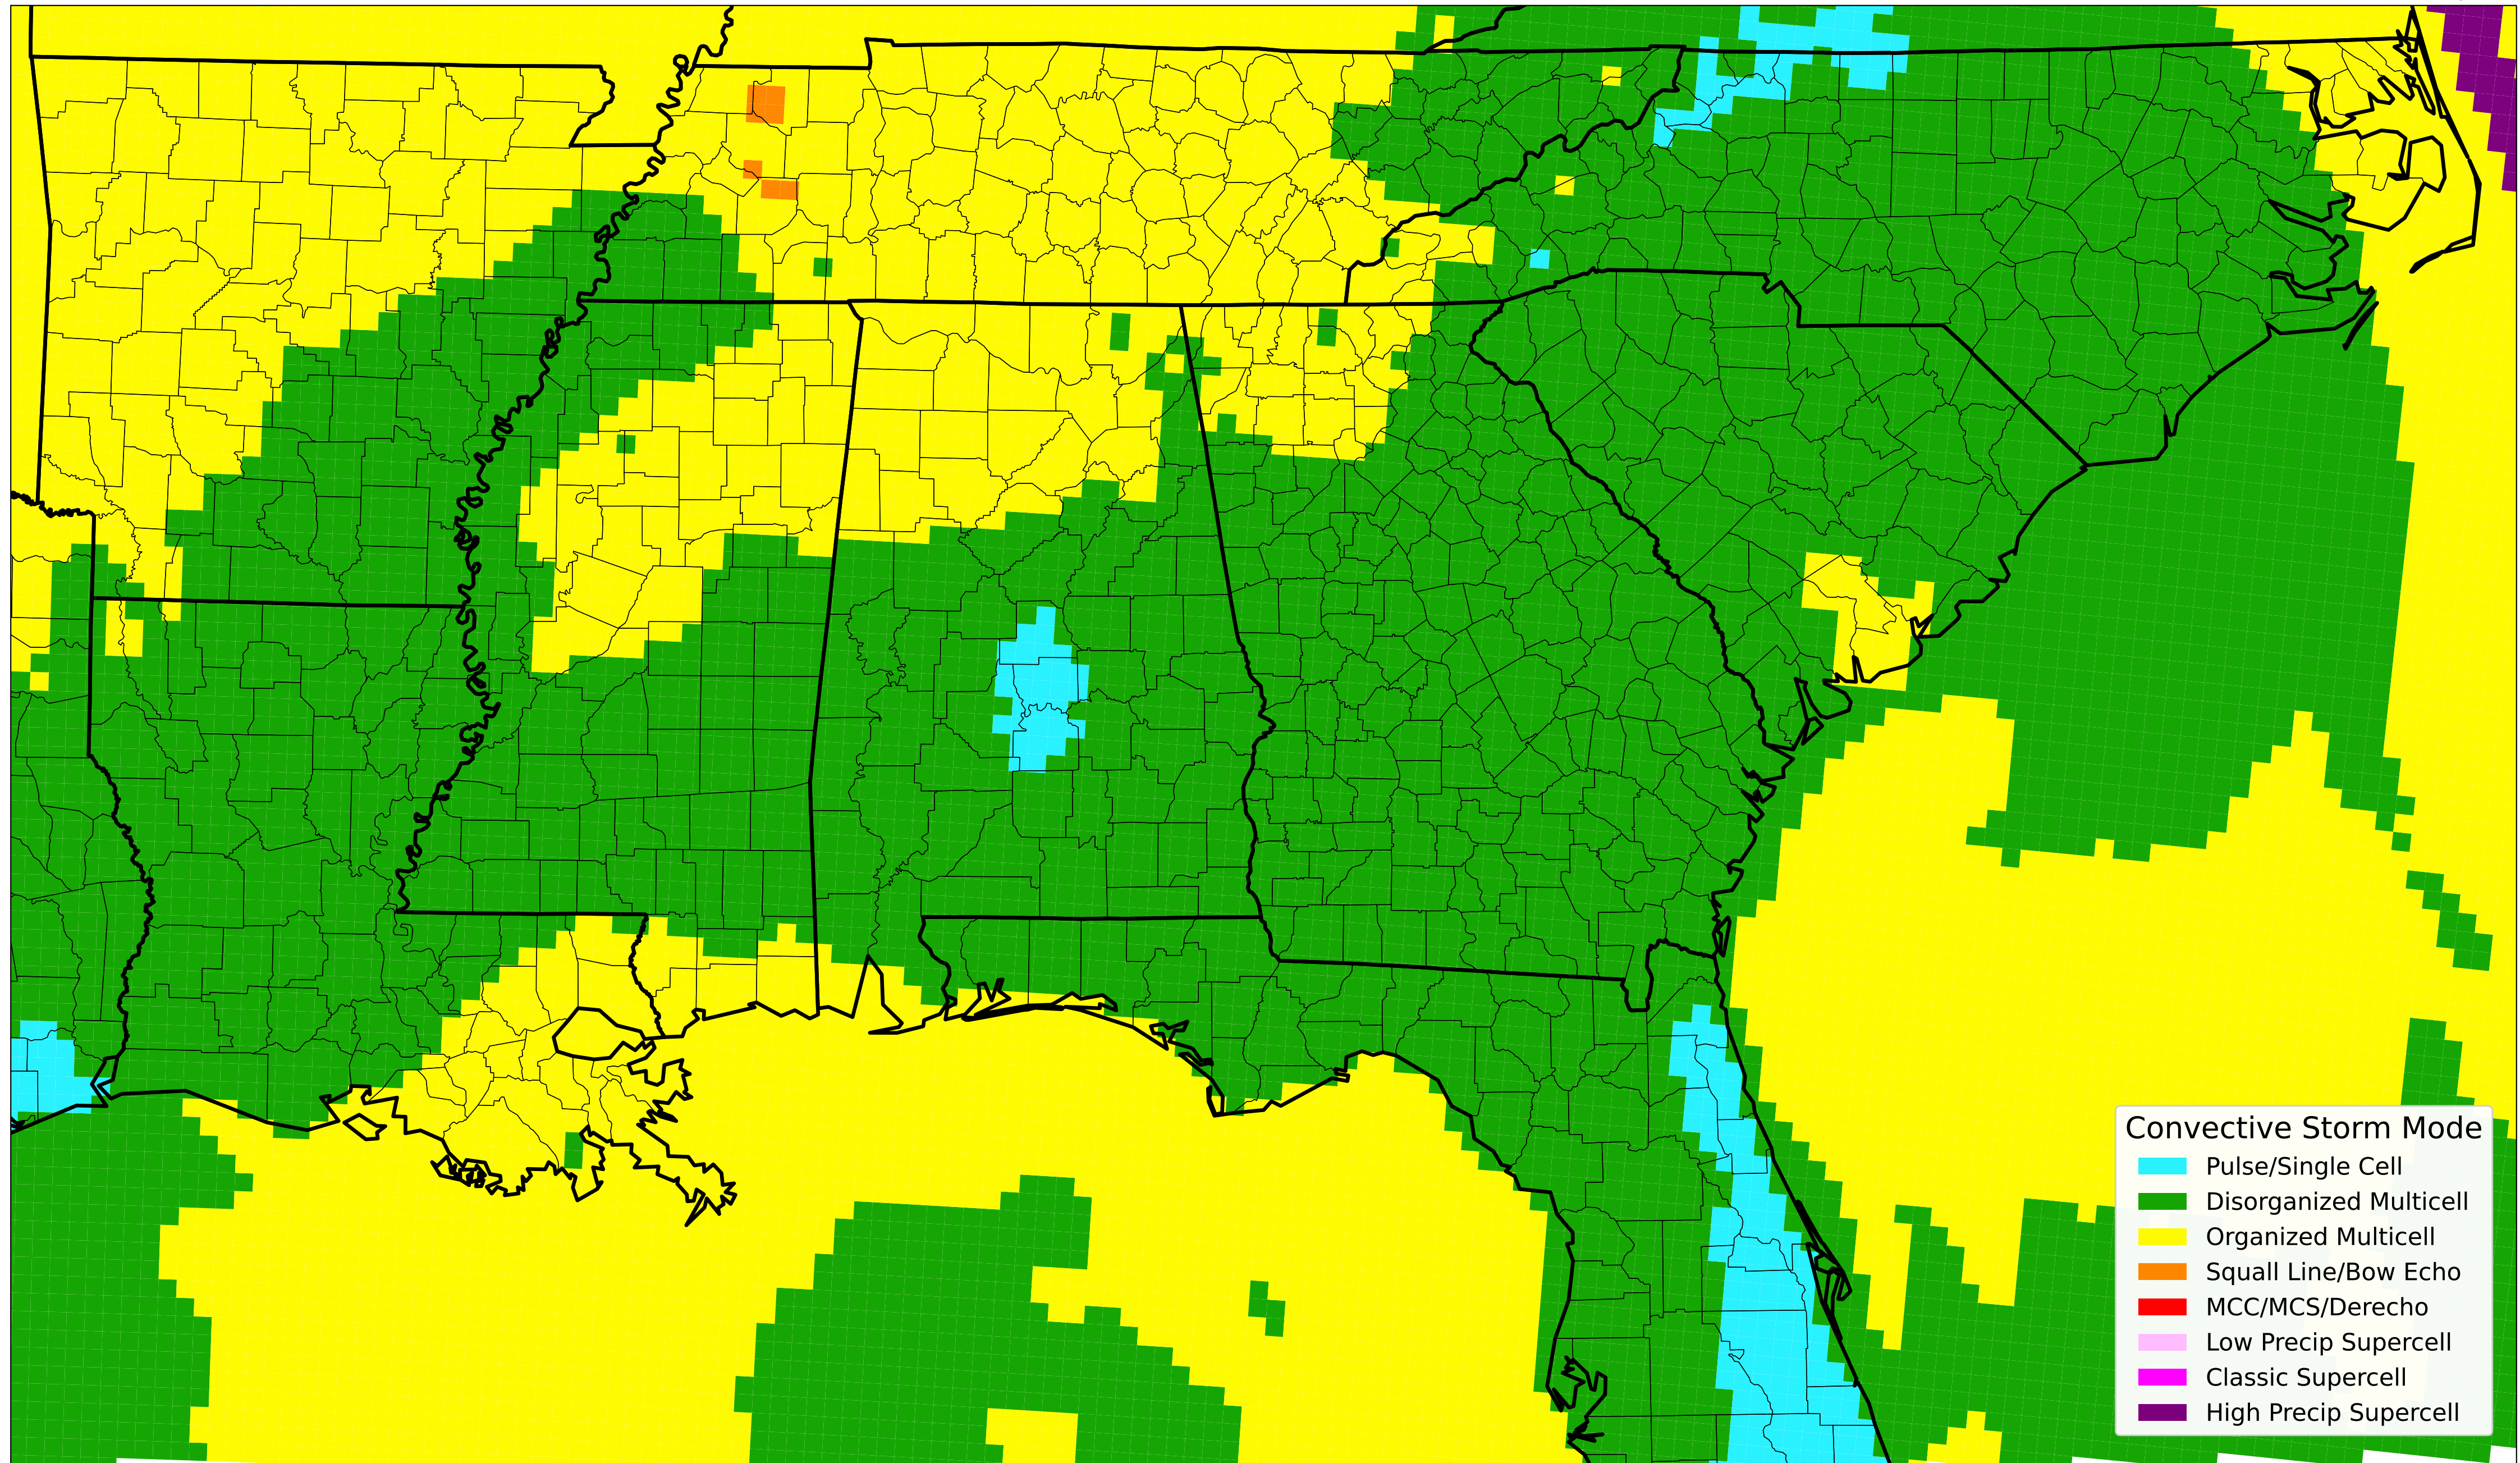 Convective Storm Mode
Pulse/Single Cell
Disorganized Multicell
Organized Multicell
Squall Line/Bow Echo
MCC/MCS/Derecho
Low Precip Supercell
Classic Supercell
High Precip Supercell